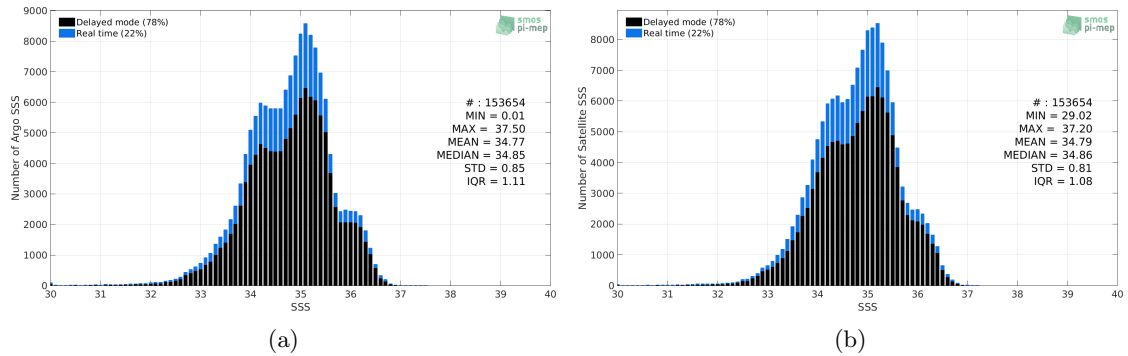 Delayed mode (78%)
Real time (22%)
smos
pi-mep
9000
8000
7000
6000
5000
4000
3000
2000
1000
0
Number of Argo SSS
# : 153654
MIN = 0.01
MAX = 37.50
MEAN = 34.77
MEDIAN = 34.85
STD = 0.85
IQR = 1.11
30 31 32 33 34 35 36 37 38 39 40
SSS
(a)
Delayed mode (78%)
Real time (22%)
smos
pi-mep
8000
7000
6000
5000
4000
3000
2000
1000
0
Number of Satellite SSS
# : 153654
MIN = 29.02
MAX = 37.20
MEAN = 34.79
MEDIAN = 34.86
STD = 0.81
IQR = 1.08
30 31 32 33 34 35 36 37 38 39 40
SSS
(b)